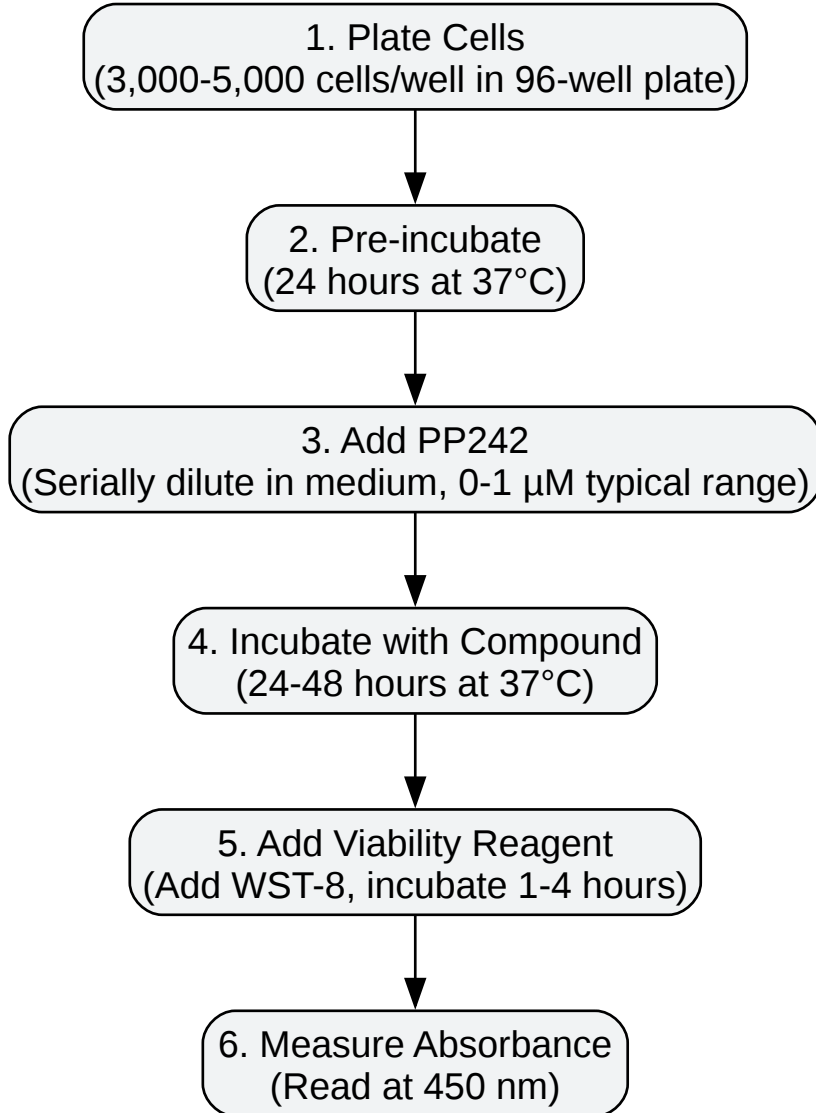 1. Plate Cells
(3,000-5,000 cells/well in 96-well plate)
2. Pre-incubate
(24 hours at 37°C)
3. Add PP242
(Serially dilute in medium, 0-1 µM typical range)
4. Incubate with Compound
(24-48 hours at 37°C)
5. Add Viability Reagent
(Add WST-8, incubate 1-4 hours)
6. Measure Absorbance
(Read at 450 nm)